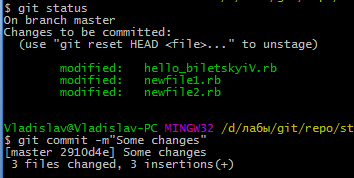 $ git status
On branch master
Changes to be committed:
  (use "git reset HEAD <file>..." to unstage)

        modified:   hello_biletskyiV.rb
        modified:   newfile1.rb
        modified:   newfile2.rb

Vladislav@Vladislav-PC MINGW32 /d/лабы/git/repo/st
$ git commit -m"Some changes"
[master 2910d4e] Some changes
 3 files changed, 3 insertions(+)